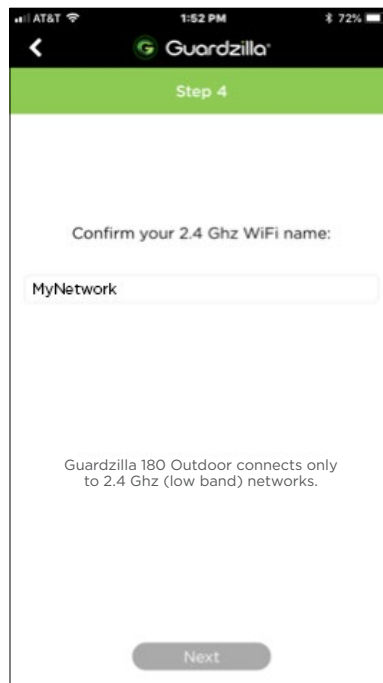 AT&T 1:52 PM 72%
Guardzilla
Step 4
Confirm your 2.4 Ghz WiFi name:
MyNetwork
Guardzilla 180 Outdoor connects only
to 2.4 Ghz (low band) networks.
Next